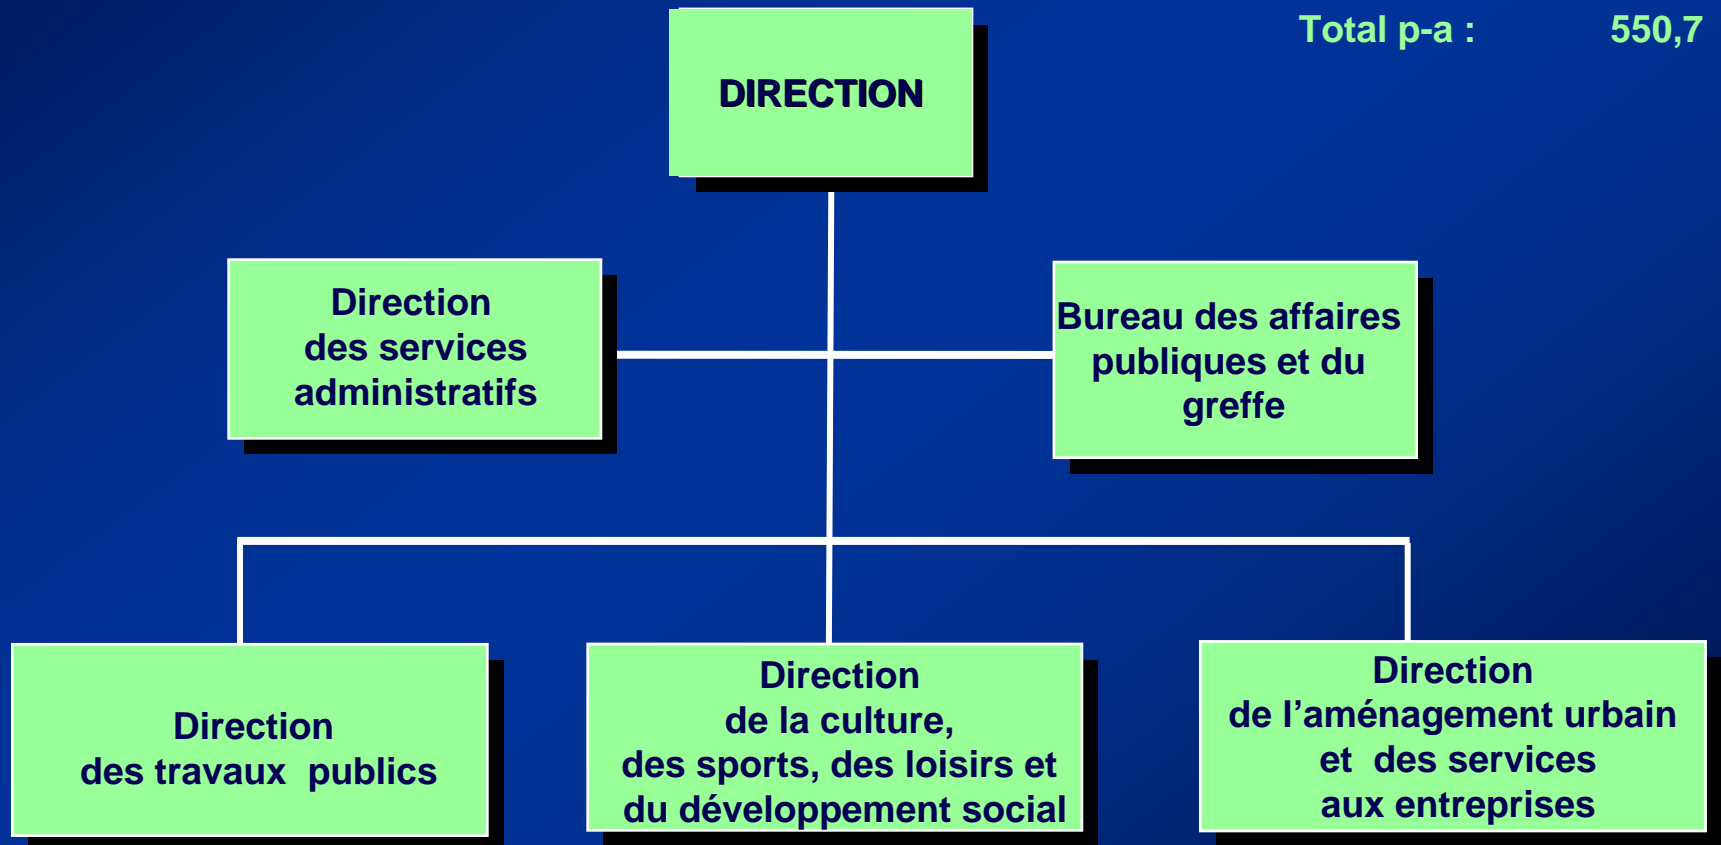 Total p-a : 550,7
DIRECTION
Direction
des services
administratifs
Bureau des affaires
publiques et du
greffe
Direction
des travaux publics
Direction
de la culture,
des sports, des loisirs et
du développement social
Direction
de l’aménagement urbain
et des services
aux entreprises